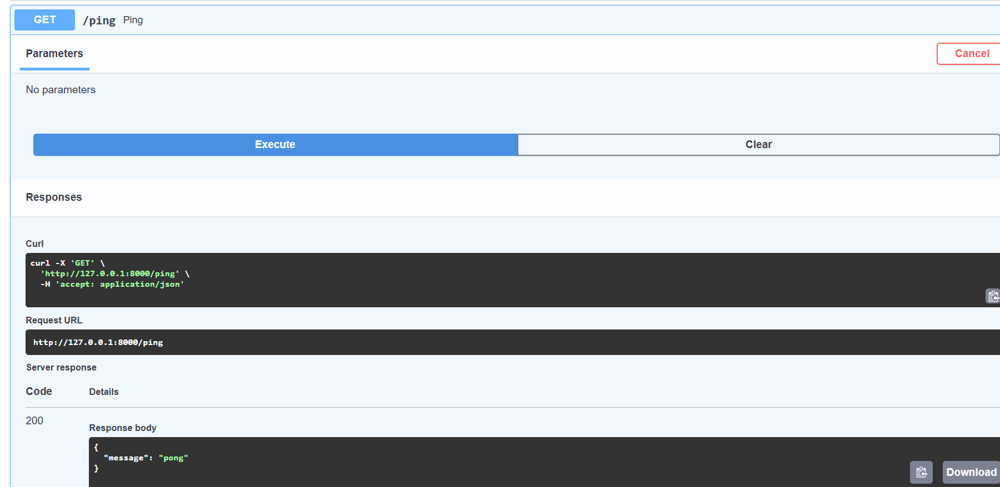 GET /ping Ping
Parameters
Cancel
No parameters
Execute
Clear
Responses
Curl
curl -X 'GET' \
  'http://127.0.0.1:8000/ping' \
  -H 'accept: application/json'
Request URL
http://127.0.0.1:8000/ping
Server response
Code Details
200
Response body
{
  "message": "pong"
}
Download